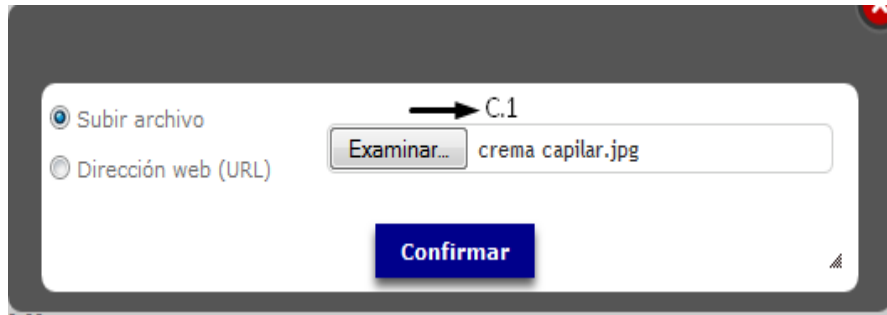 C.1
Subir archivo
Examinar... crema capilar.jpg
Dirección web (URL)
Confirmar